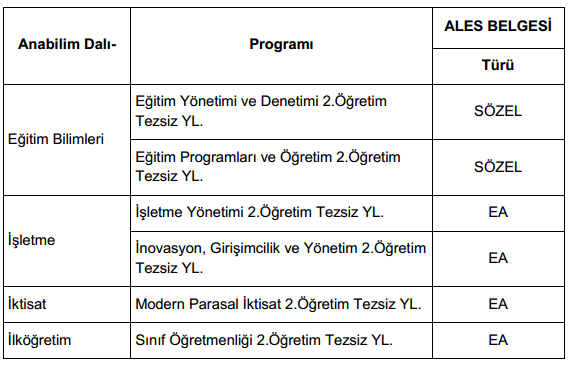 Anabilim Dalı-
Programı
ALES BELGESİ
Türü
Eğitim Bilimleri
Eğitim Yönetimi ve Denetimi 2.Öğretim
Tezsiz YL.
SÖZEL
Eğitim Programları ve Öğretim 2.Öğretim
Tezsiz YL.
SÖZEL
İşletme
İşletme Yönetimi 2.Öğretim Tezsiz YL.
EA
İnovasyon, Girişimcilik ve Yönetim 2.Öğretim
Tezsiz YL.
EA
İktisat
Modern Parasal İktisat 2.Öğretim Tezsiz YL.
EA
İlköğretim
Sınıf Öğretmenliği 2.Öğretim Tezsiz YL.
EA